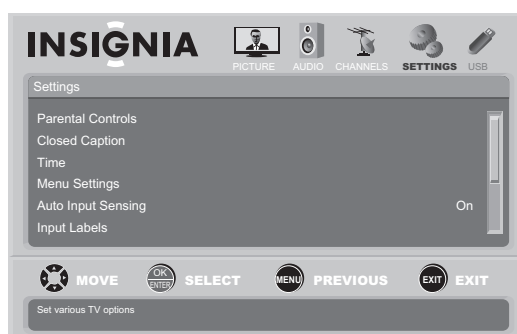 INSIGNIA
PICTURE AUDIO CHANNELS SETTINGS USB
Settings
Parental Controls
Closed Caption
Time
Menu Settings
Auto Input Sensing On
Input Labels
MOVE OK ENTER SELECT MENU PREVIOUS EXIT EXIT
Set various TV options